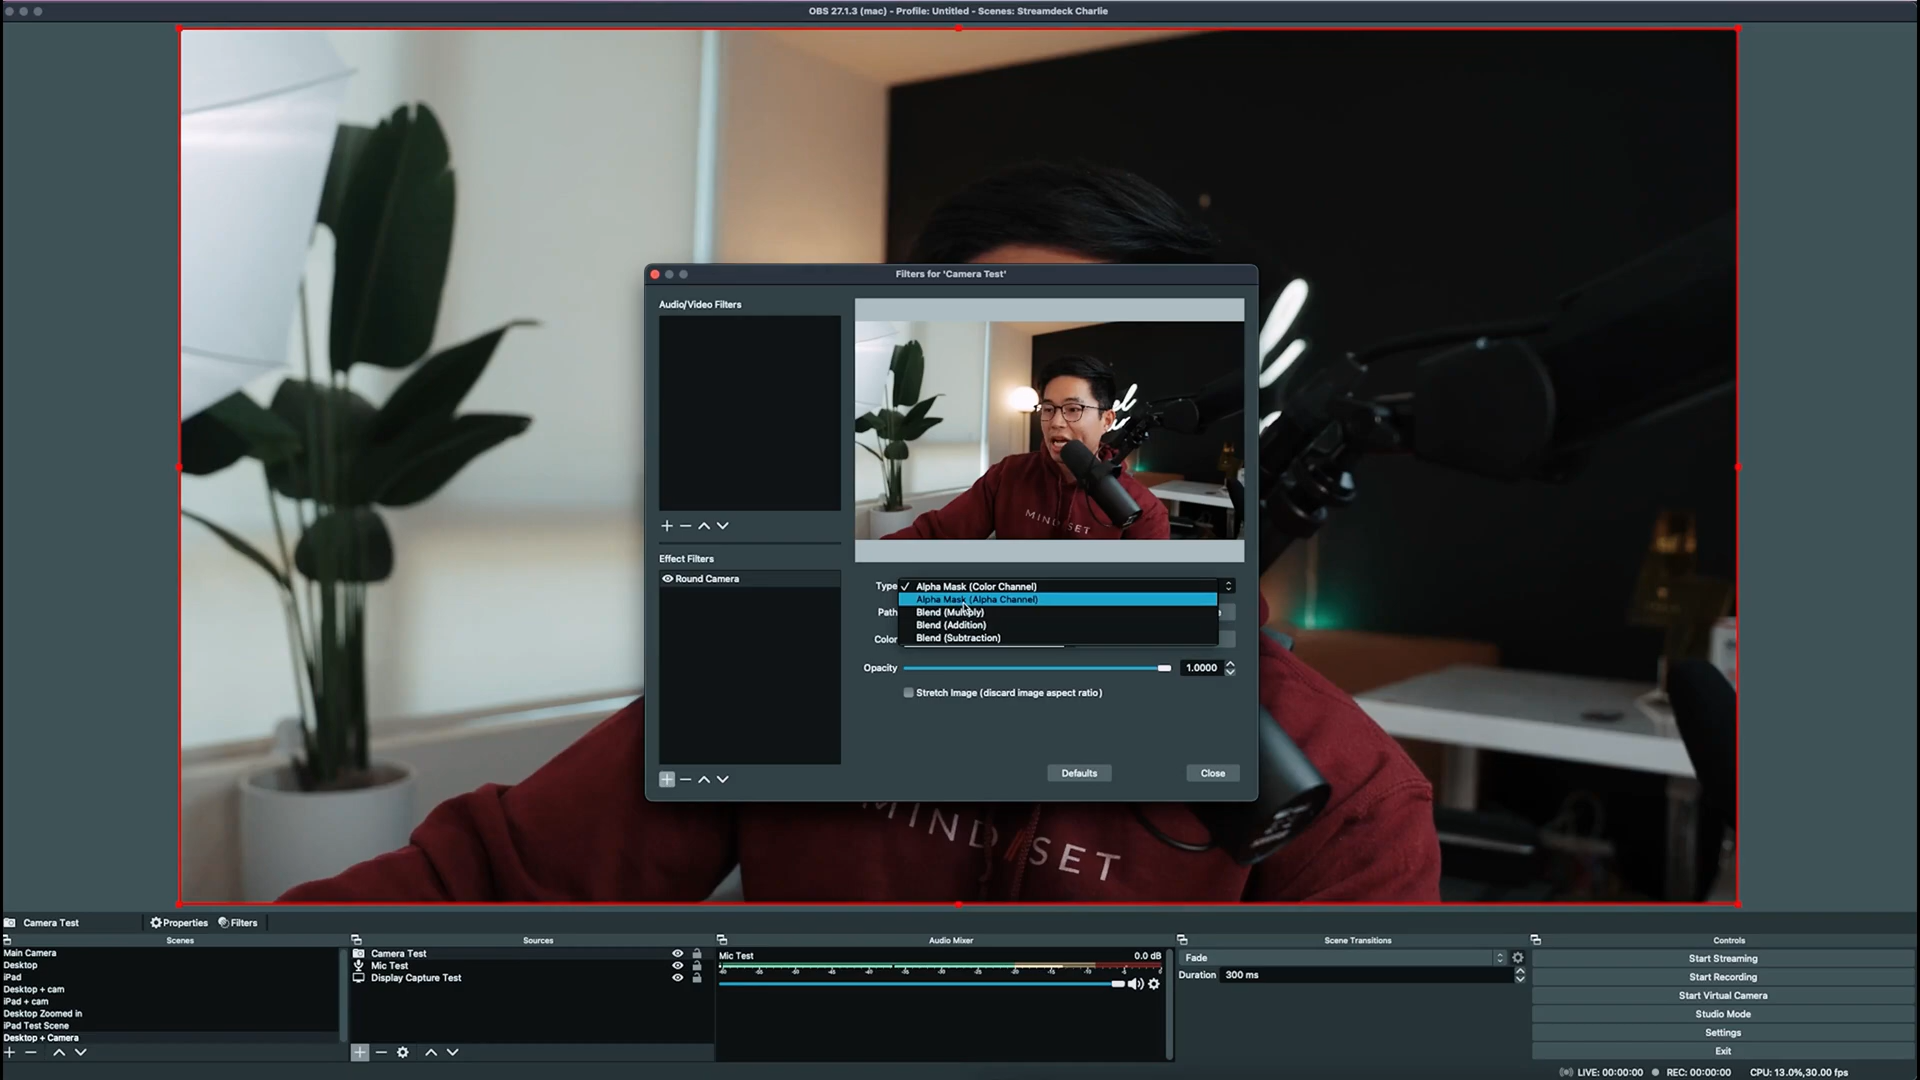 OBS 27.1.3 (mac) - Profile: Untitled - Scenes: Streamdeck Charlie
Filters for 'Camera Test'
Audio/Video Filters
MIND/SET
Effect Filters
Round Camera
Type ✓ Alpha Mask (Color Channel)
Alpha Mask (Alpha Channel)
Path
Blend (Multiply)
Blend (Addition)
Color
Blend (Subtraction)
Opacity 1.0000
Stretch Image (discard image aspect ratio)
Defaults Close
MIND/SET
Camera Test Properties Filters
Scenes
Main Camera
Desktop
iPad
Desktop + cam
iPad + cam
Desktop Zoomed in
iPad Test Scene
Desktop + Camera
Sources
Camera Test
Mic Test
Display Capture Test
Audio Mixer
Mic Test 0.0 dB
Scene Transitions
Fade
Duration 300 ms
Controls
Start Streaming
Start Recording
Start Virtual Camera
Studio Mode
Settings
Exit
LIVE: 00:00:00 REC: 00:00:00 CPU: 13.0%,30.00 fps